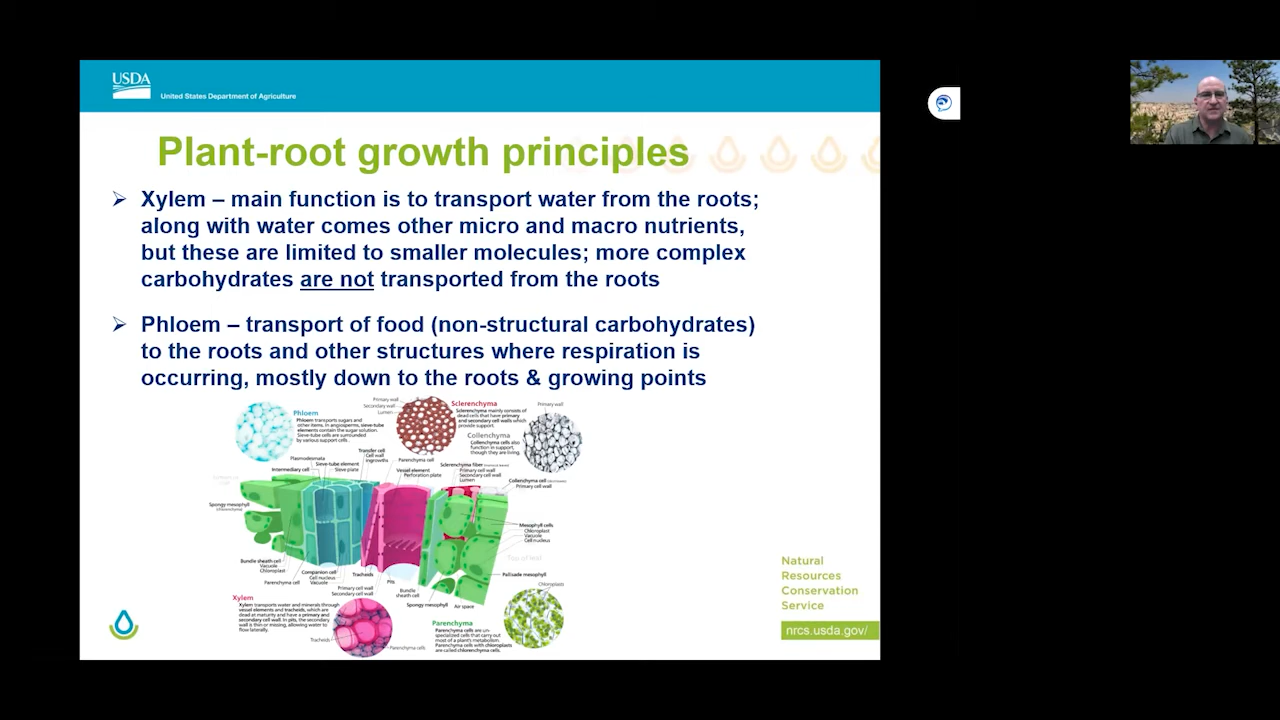 USDA
United States Department of Agriculture
Plant-root growth principles
Xylem – main function is to transport water from the roots;
along with water comes other micro and macro nutrients,
but these are limited to smaller molecules; more complex
carbohydrates are not transported from the roots
Phloem – transport of food (non-structural carbohydrates)
to the roots and other structures where respiration is
occurring, mostly down to the roots & growing points
Phloem
Phloem transports sugars and
other items. In angiosperms, sieve-tube
elements contain the sugar solution.
Sieve-tube cells are surrounded
by various support cells.
Primary wall
Secondary wall
Lumen
Sclerenchyma
Sclerenchyma mainly consists of
dead cells that have primary
and secondary cell walls which
provide support.
Primary wall
Collenchyma
Collenchyma cells also
function in support,
though they are living.
Plasmodesmata
Intermediary cell
Sieve-tube element
Sieve plate
Transfer cell
Cell wall
ingrowths
Parenchyma cell
Vessel element
Perforation plate
Sclerenchyma fiber
Primary cell wall
Secondary cell wall
Lumen
Collenchyma cell
Primary cell wall
Spongy mesophyll
Chlorenchyma
Mesophyll cells
Chloroplast
Vacuole
Cell nucleus
Bundle sheath cell
Vacuole
Chloroplast
Parenchyma cell
Companion cell
Cell nucleus
Vacuole
Primary cell wall
Secondary cell wall
Tracheids
Pits
Bundle
sheath cell
Spongy mesophyll
Air space
Palisade mesophyll
Chloroplasts
Xylem
Xylem transports water and minerals through
vessel elements and tracheids, which are
dead at maturity and have a primary and
secondary cell wall. In pits, the secondary
wall is thin or missing, allowing water to
flow laterally.
Tracheids
Parenchyma cells
Parenchyma
Parenchyma cells are un-
specialized cells that carry out
most of a plant's metabolism.
Parenchyma cells with chloroplasts
are called chlorenchyma cells.
Natural
Resources
Conservation
Service
nrcs.usda.gov/